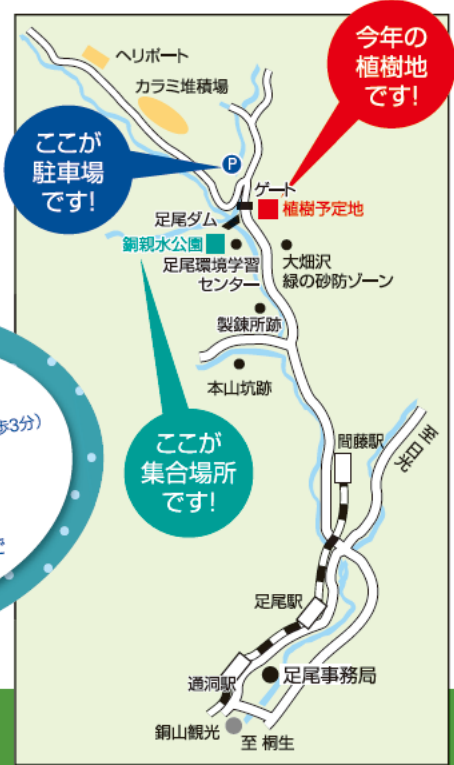 今年の
植樹地
です!
ヘリポート
カラミ堆積場
ここが
駐車場
です!
P
ゲート
植樹予定地
足尾ダム
銅親水公園
足尾環境学習
センター
大畑沢
緑の砂防ゾーン
製錬所跡
本山坑跡
歩3分)
ここが
集合場所
です!
間藤駅
至日光
足尾駅
通洞駅
足尾事務局
銅山観光
至 桐生